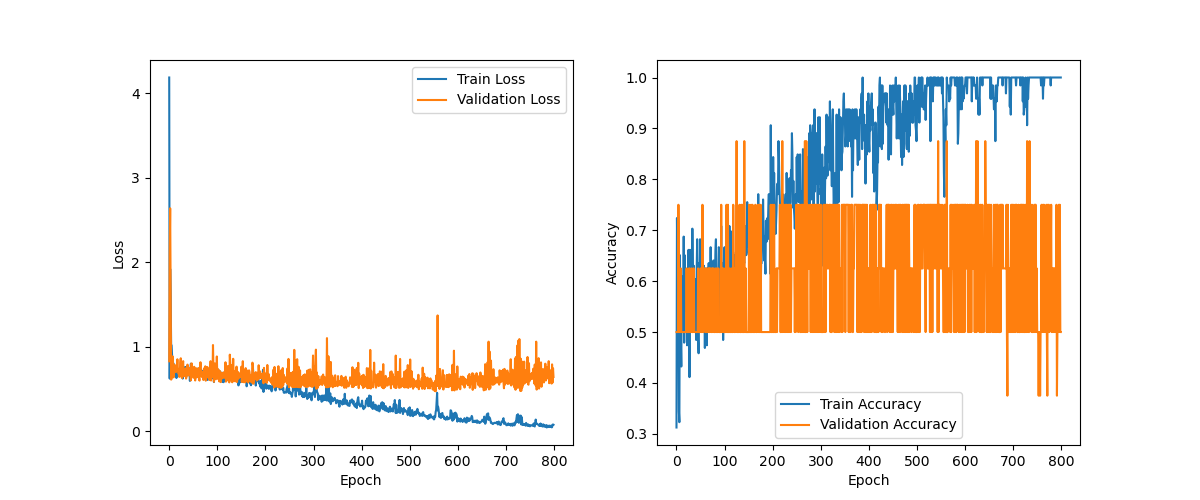 Train Loss
Validation Loss
4
3
2
1
0
Loss
0 100 200 300 400 500 600 700 800
Epoch
1.0
0.9
0.8
0.7
0.6
0.5
0.4
0.3
Accuracy
Train Accuracy
Validation Accuracy
0 100 200 300 400 500 600 700 800
Epoch